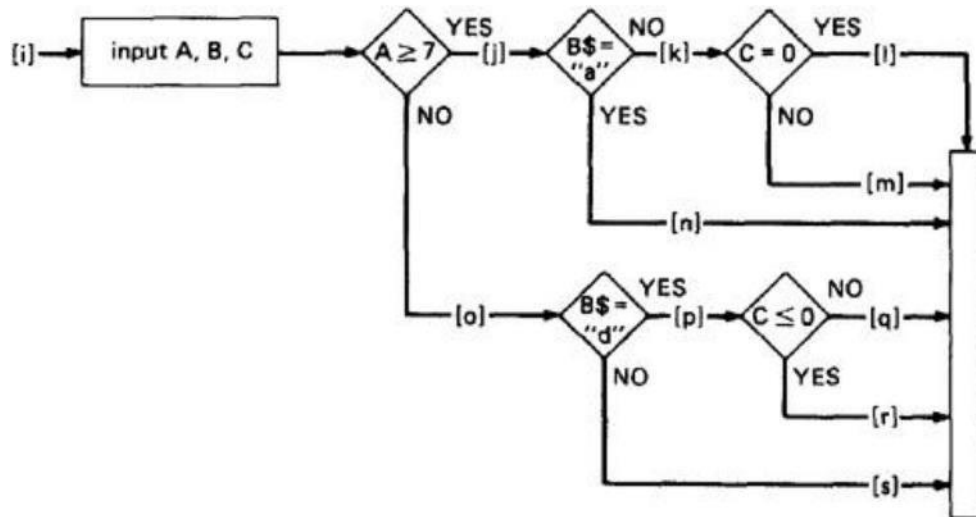 [i] input A, B, C A ≥ 7 YES [j] B$ = "a" NO [k] C = 0 YES [l]
NO YES NO
[m]
[n]
[o] B$ = "d" YES [p] C ≤ 0 NO [q]
NO YES
[r]
[s]